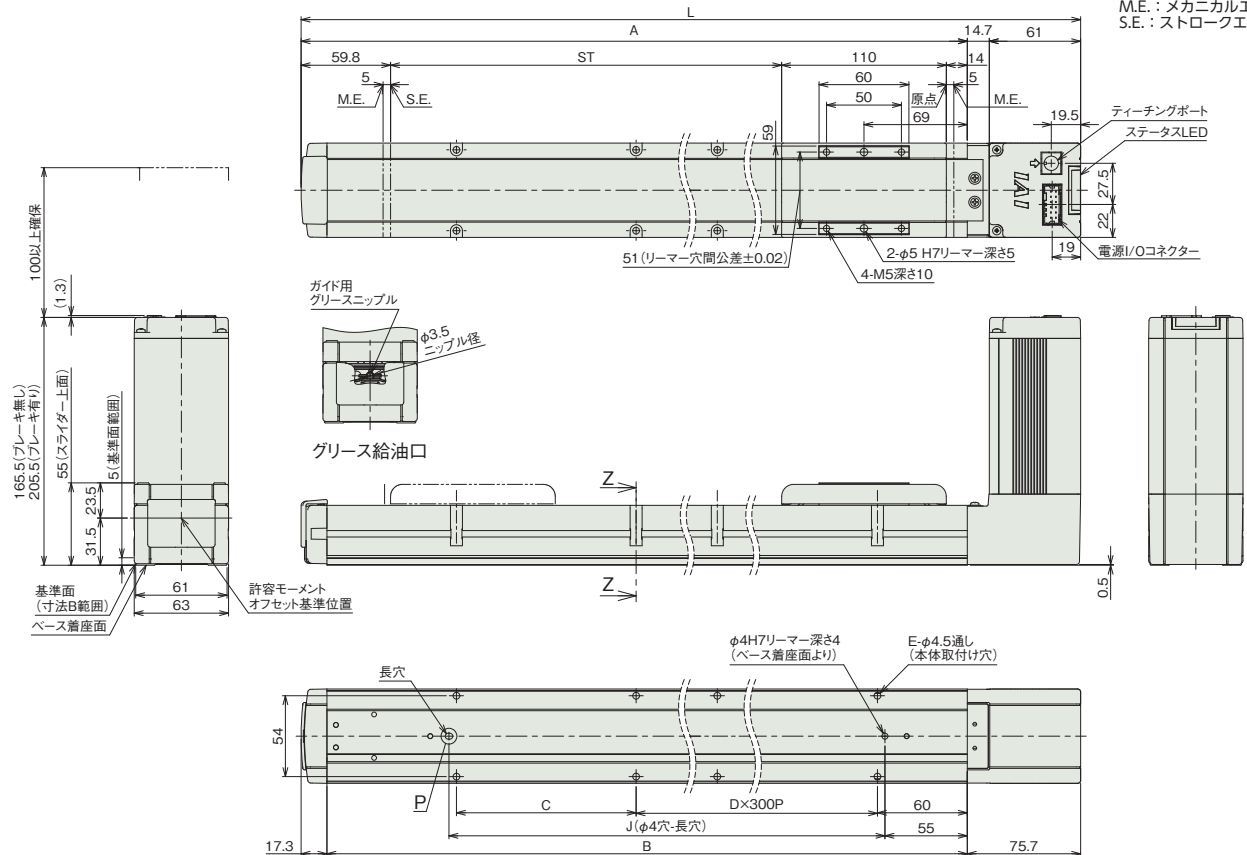 L
M.E.：メカニカルエ
S.E.：ストロークエ
A
14.7
61
59.8
ST
110
14
5
M.E.
S.E.
60
50
原点
5
M.E.
69
19.5
ティーチングポート
ステータスLED
59
IAI
27.5
22
19
電源I/Oコネクター
51(リーマー穴間公差±0.02)
2-φ5 H7リーマー深さ5
4-M5深さ10
100以上確保
(1.3)
ガイド用
グリースニップル
φ3.5
ニップル径
グリース給油口
165.5(ブレーキ無し)
205.5(ブレーキ有り)
55(スライダー上面)
5(基準面範囲)
23.5
31.5
Z
Z
0.5
基準面
(寸法B範囲)
ベース着座面
61
63
許容モーメント
オフセット基準位置
φ4H7リーマー深さ4
(ベース着座面より)
E-φ4.5通し
(本体取付け穴)
長穴
54
P
C
D×300P
60
J(φ4穴-長穴)
55
17.3
B
75.7